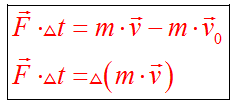 F⃗ ·△t = m·v⃗ − m·v⃗₀
F⃗ ·△t = △(m·v⃗)